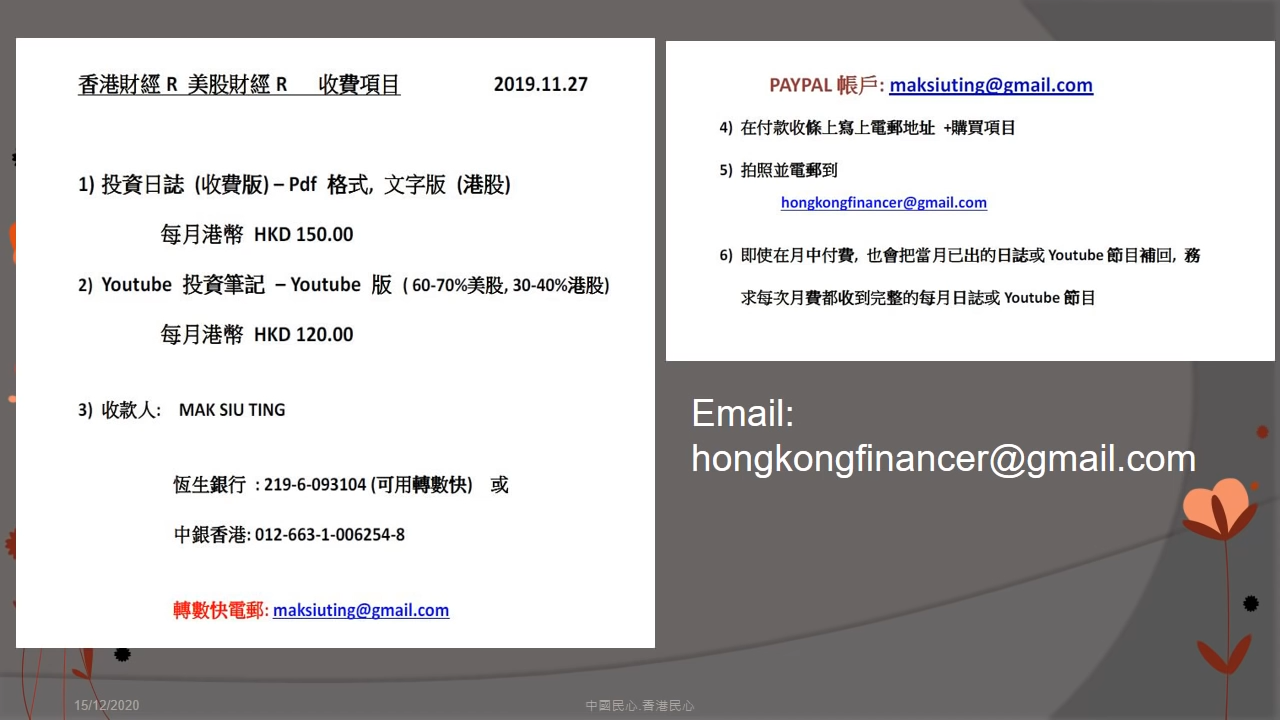 香港財經 R 美股財經 R 收費項目 2019.11.27
1) 投資日誌 (收費版) – Pdf 格式, 文字版 (港股)
每月港幣 HKD 150.00
2) Youtube 投資筆記 – Youtube 版 ( 60-70%美股, 30-40%港股)
每月港幣 HKD 120.00
3) 收款人: MAK SIU TING
恆生銀行 : 219-6-093104 (可用轉數快) 或
中銀香港: 012-663-1-006254-8
轉數快電郵: maksiuting@gmail.com
PAYPAL 帳戶: maksiuting@gmail.com
4) 在付款收條上寫上電郵地址 +購買項目
5) 拍照並電郵到
hongkongfinancer@gmail.com
6) 即使在月中付費, 也會把當月已出的日誌或 Youtube 節目補回, 務
求每次月費都收到完整的每月日誌或 Youtube 節目
Email:
hongkongfinancer@gmail.com
15/12/2020
中國民心.香港民心